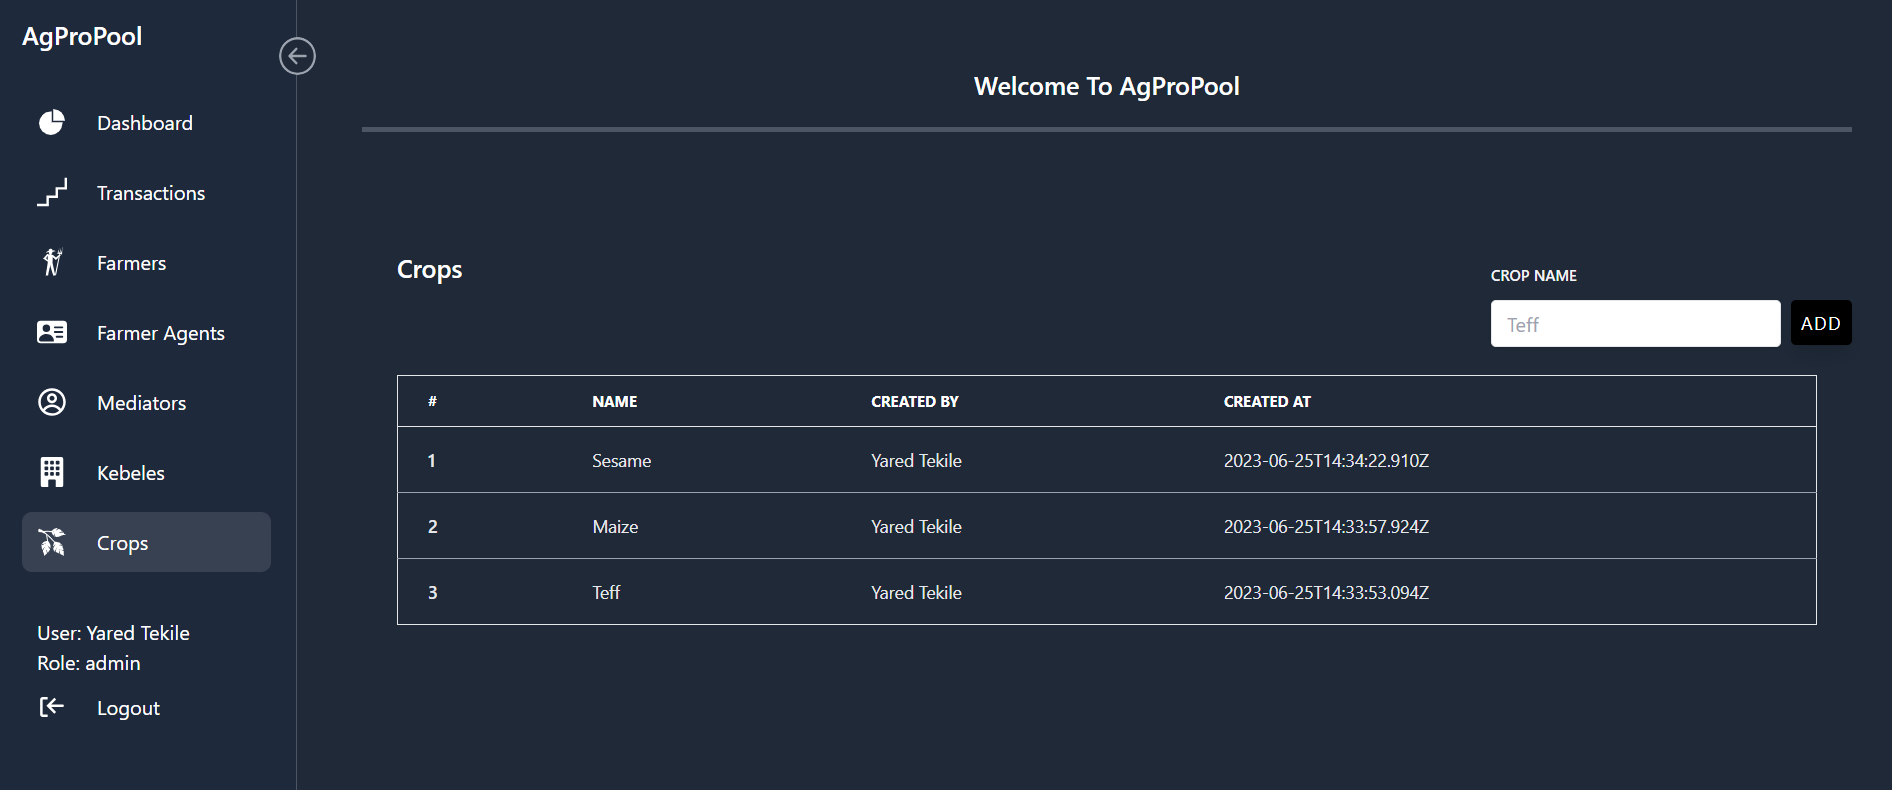 AgProPool
Dashboard
Transactions
Farmers
Farmer Agents
Mediators
Kebeles
Crops
User: Yared Tekile
Role: admin
Logout
Welcome To AgProPool
Crops
CROP NAME
Teff
ADD
# NAME CREATED BY CREATED AT
1 Sesame Yared Tekile 2023-06-25T14:34:22.910Z
2 Maize Yared Tekile 2023-06-25T14:33:57.924Z
3 Teff Yared Tekile 2023-06-25T14:33:53.094Z